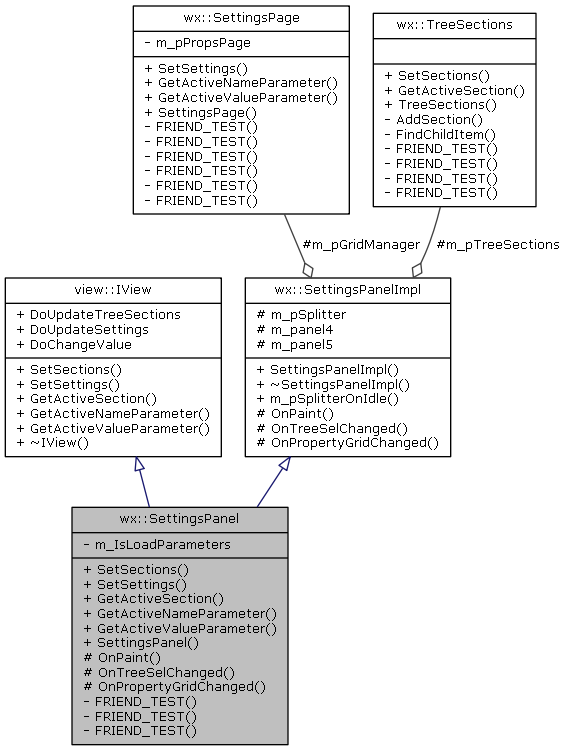 wx::SettingsPage
- m_pPropsPage
+ SetSettings()
+ GetActiveNameParameter()
+ GetActiveValueParameter()
+ SettingsPage()
- FRIEND_TEST()
- FRIEND_TEST()
- FRIEND_TEST()
- FRIEND_TEST()
- FRIEND_TEST()
- FRIEND_TEST()
wx::TreeSections
+ SetSections()
+ GetActiveSection()
+ TreeSections()
- AddSection()
- FindChildItem()
- FRIEND_TEST()
- FRIEND_TEST()
- FRIEND_TEST()
- FRIEND_TEST()
#m_pGridManager
#m_pTreeSections
view::IView
+ DoUpdateTreeSections
+ DoUpdateSettings
+ DoChangeValue
+ SetSections()
+ SetSettings()
+ GetActiveSection()
+ GetActiveNameParameter()
+ GetActiveValueParameter()
+ ~IView()
wx::SettingsPanelImpl
# m_pSplitter
# m_panel4
# m_panel5
+ SettingsPanelImpl()
+ ~SettingsPanelImpl()
+ m_pSplitterOnIdle()
# OnPaint()
# OnTreeSelChanged()
# OnPropertyGridChanged()
wx::SettingsPanel
- m_IsLoadParameters
+ SetSections()
+ SetSettings()
+ GetActiveSection()
+ GetActiveNameParameter()
+ GetActiveValueParameter()
+ SettingsPanel()
# OnPaint()
# OnTreeSelChanged()
# OnPropertyGridChanged()
- FRIEND_TEST()
- FRIEND_TEST()
- FRIEND_TEST()